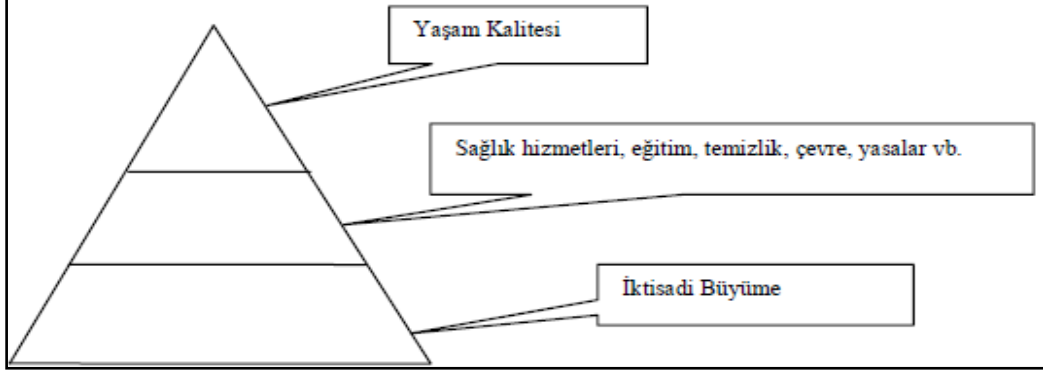 Yaşam Kalitesi
Sağlık hizmetleri, eğitim, temizlik, çevre, yasalar vb.
İktisadi Büyüme